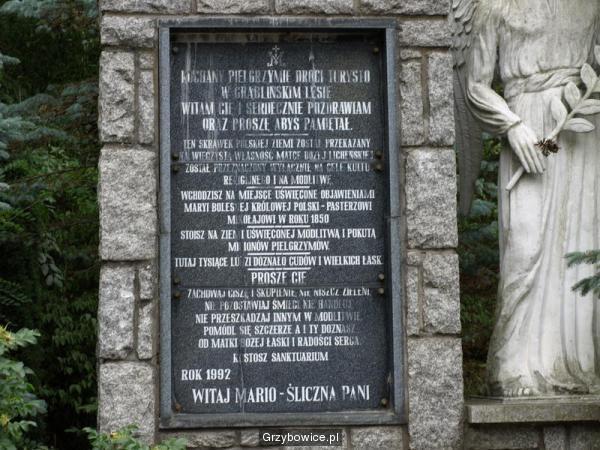 KOCHANY PIELGRZYMIE DROGI TURYSTO
W GRĄBLIŃSKIM LESIE
WITAM CIĘ I SERDECZNIE POZDRAWIAM
ORAZ PROSZĘ ABYŚ PAMIĘTAŁ.
TEN SKRAWEK POLSKIEJ ZIEMI ZOSTAŁ PRZEKAZANY
NA WIECZYSTĄ WŁASNOŚĆ MATCE BOŻEJ LICHEŃSKIEJ
ZOSTAŁ PRZEZNACZONY WYŁĄCZNIE NA CELE KULTU
RELIGIJNEGO I NA MODLITWĘ.
WCHODZISZ NA MIEJSCE UŚWIĘCONE OBJAWIENIAMI
MARYI BOLESNEJ KRÓLOWEJ POLSKI - PASTERZOWI
MIKOŁAJOWI W ROKU 1850
STOISZ NA ZIEMI UŚWIĘCONEJ MODLITWĄ I POKUTĄ
MILIONÓW PIELGRZYMÓW.
TUTAJ TYSIĄCE LUDZI DOZNAŁO CUDÓW I WIELKICH ŁASK.
PROSZĘ CIĘ
ZACHOWAJ CISZĘ I SKUPIENIE, NIE NISZCZ ZIELENI
NIE POZOSTAWIAJ ŚMIECI, NIE HANDLUJ
NIE PRZESZKADZAJ INNYM W MODLITWIE.
POMÓDL SIĘ SZCZERZE A I TY DOZNASZ
OD MATKI BOŻEJ ŁASKI I RADOŚCI SERCA.
KUSTOSZ SANKTUARIUM
ROK 1992
WITAJ MARIO - ŚLICZNA PANI
Grzybowice.pl